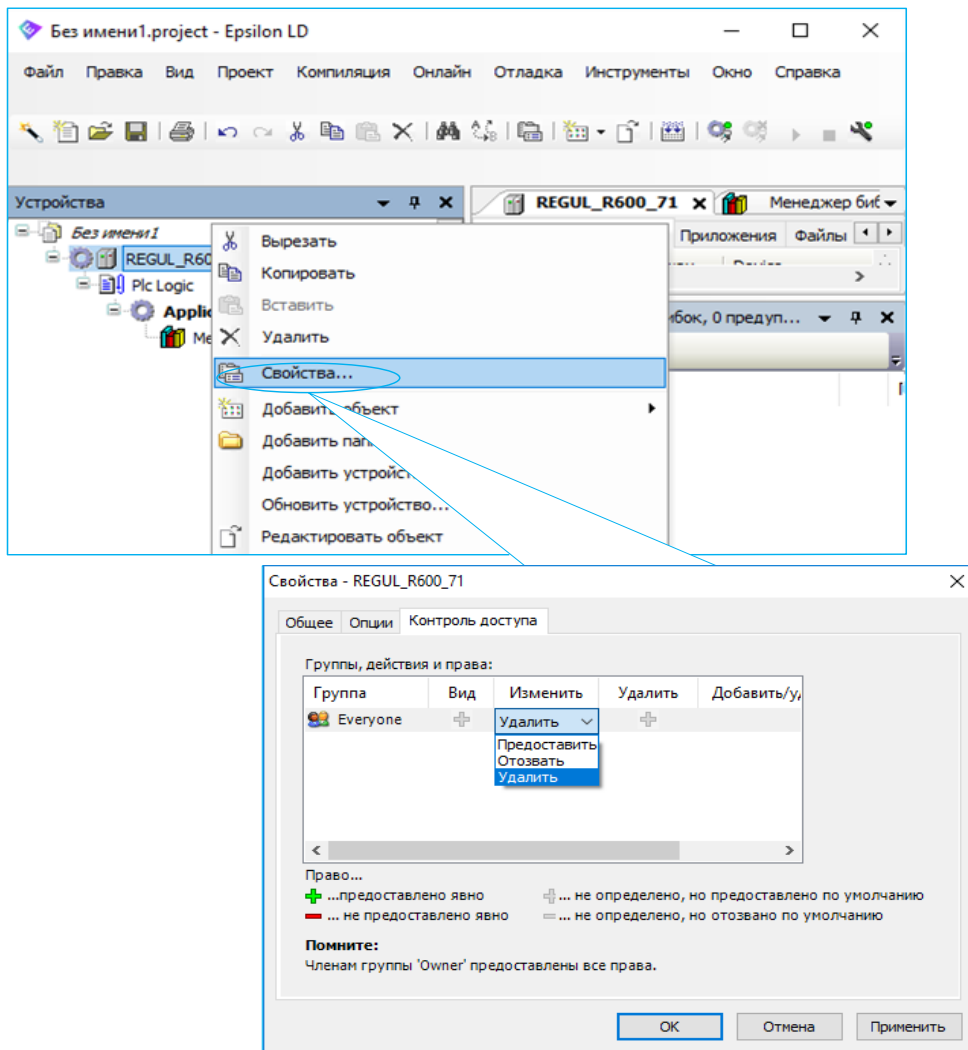 Без имени1.project - Epsilon LD
Файл Правка Вид Проект Компиляция Онлайн Отладка Инструменты Окно Справка
Устройства
REGUL_R600_71
Менеджер биб
Без имени1
REGUL_R60
Plc Logic
Applic
Ме
Вырезать
Копировать
Вставить
Удалить
Свойства...
Добавить объект
Добавить пап
Добавить устройст
Обновить устройство...
Редактировать объект
Приложения Файлы
ибок, 0 предуп...
Свойства - REGUL_R600_71
Общее Опции Контроль доступа
Группы, действия и права:
Группа Вид Изменить Удалить Добавить/уд
Everyone Удалить
Предоставить
Отозвать
Удалить
Право...
...предоставлено явно ... не определено, но предоставлено по умолчанию
... не предоставлено явно ... не определено, но отозвано по умолчанию
Помните:
Членам группы 'Owner' предоставлены все права.
OK Отмена Применить